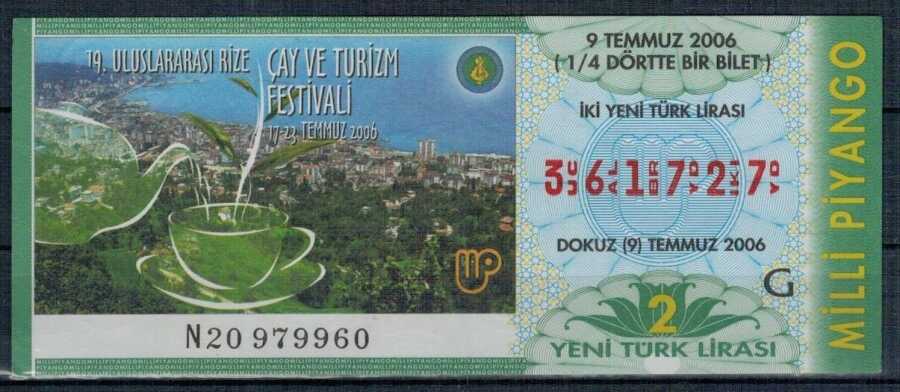 19. ULUSLARARASI RİZE
ÇAY VE TURİZM
FESTİVALİ
17-23, TEMMUZ 2006
N20 979960
9 TEMMUZ 2006
( 1/4 DÖRTTE BİR BİLET )
İKİ YENİ TÜRK LİRASI
3 6 1 7 2 7
DOKUZ (9) TEMMUZ 2006
G
2
YENİ TÜRK LİRASI
MİLLİ PİYANGO